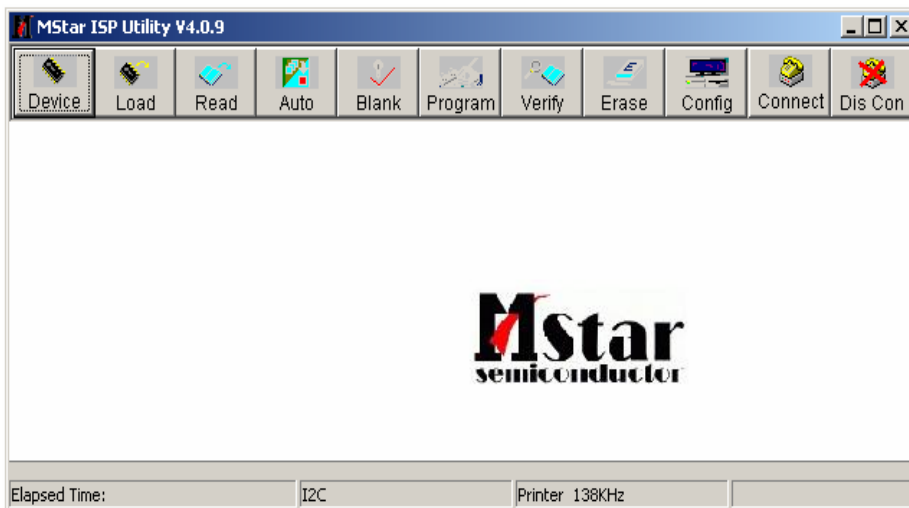 MStar ISP Utility V4.0.9
Device Load Read Auto Blank Program Verify Erase Config Connect Dis Con
MStar
semiconductor
Elapsed Time: I2C Printer 138KHz